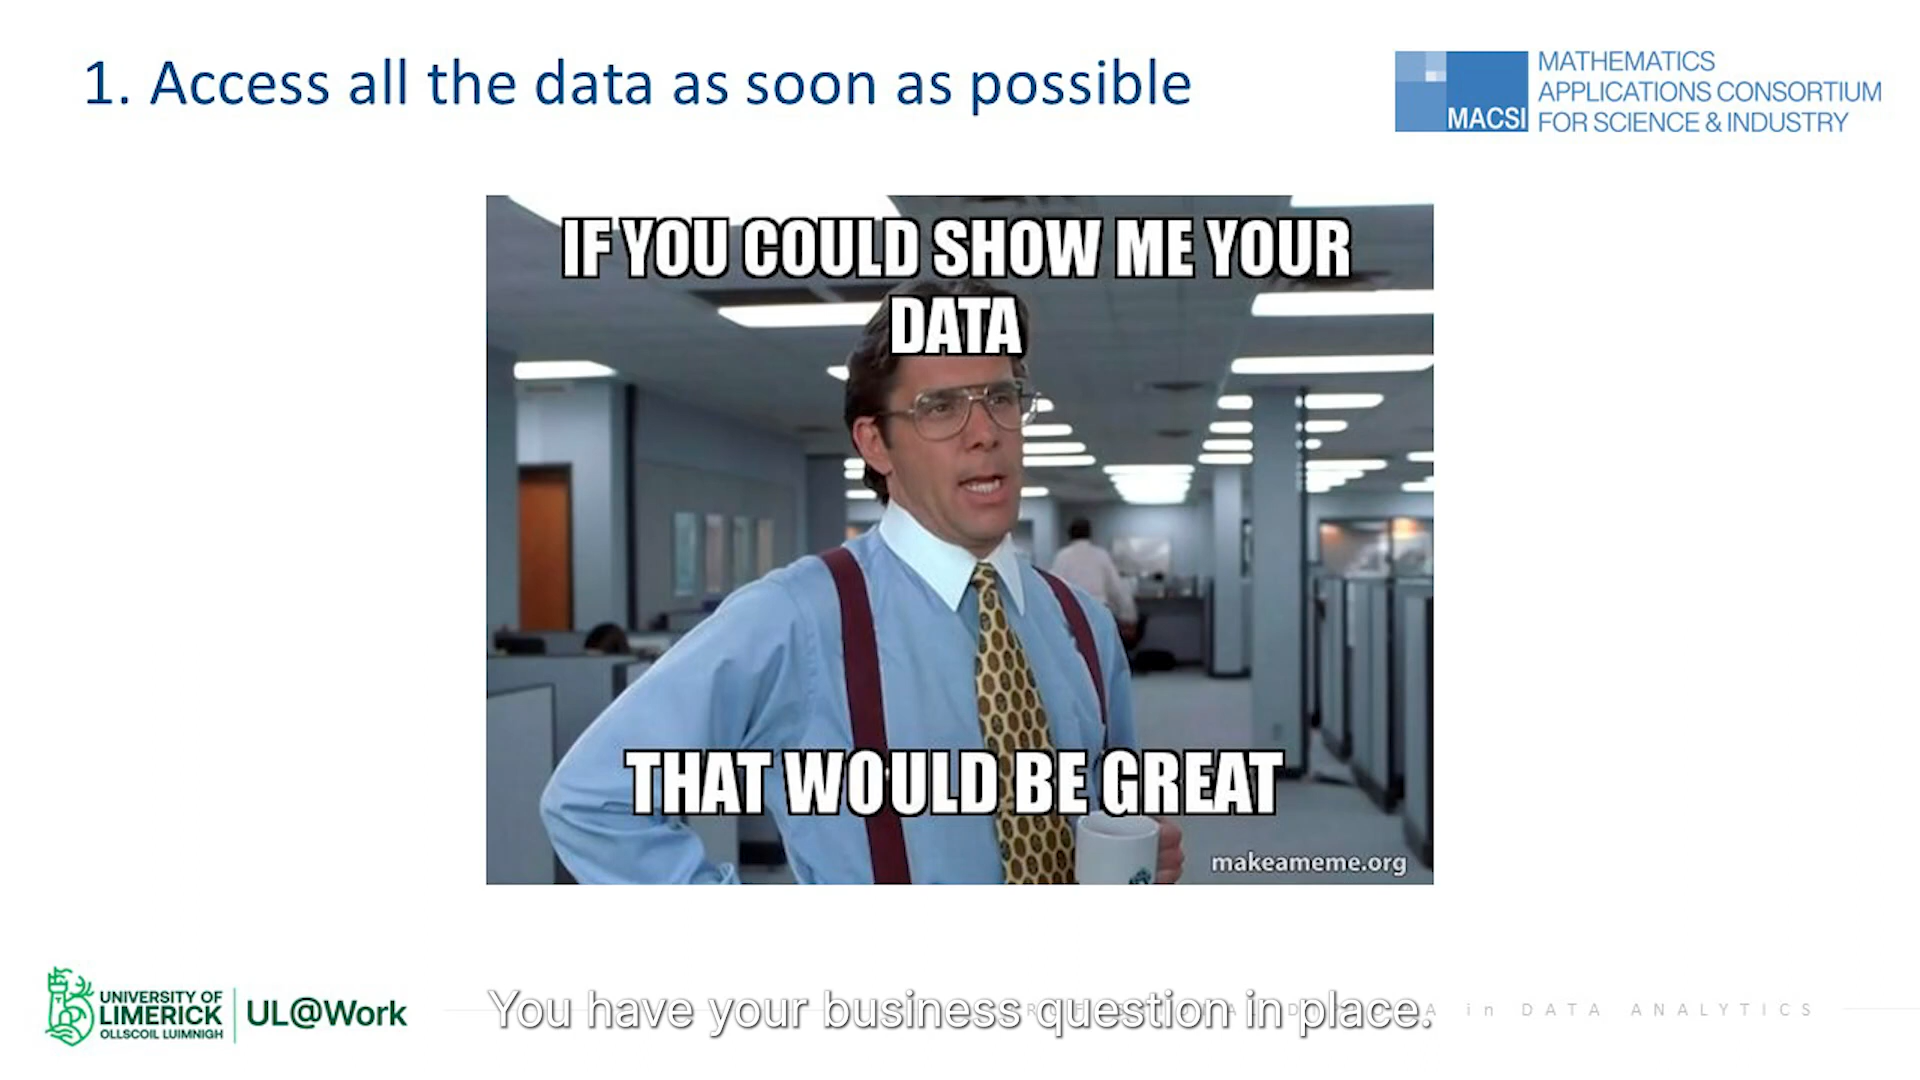 1. Access all the data as soon as possible
MACSI
MATHEMATICS
APPLICATIONS CONSORTIUM
FOR SCIENCE & INDUSTRY
IF YOU COULD SHOW ME YOUR
DATA
THAT WOULD BE GREAT
makeameme.org
UNIVERSITY OF
LIMERICK
OLLSCOIL LUIMNIGH
UL@Work
You have your business question in place.
in DATA ANALYTICS